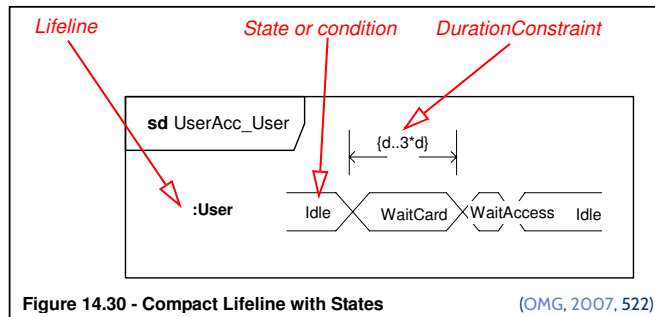 Lifeline State or condition DurationConstraint
sd UserAcc_User
{d..3*d}
:User Idle WaitCard WaitAccess Idle
Figure 14.30 - Compact Lifeline with States (OMG, 2007, 522)